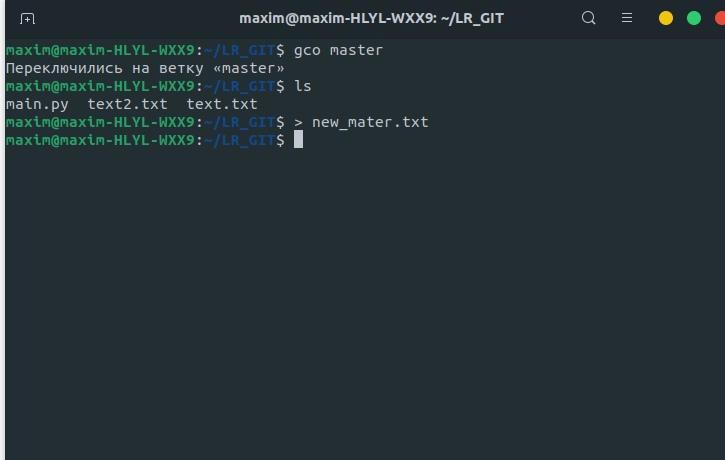 maxim@maxim-HLYL-WXX9: ~/LR_GIT
maxim@maxim-HLYL-WXX9:~/LR_GIT$ gco master
Переключились на ветку «master»
maxim@maxim-HLYL-WXX9:~/LR_GIT$ ls
main.py  text2.txt  text.txt
maxim@maxim-HLYL-WXX9:~/LR_GIT$ > new_mater.txt
maxim@maxim-HLYL-WXX9:~/LR_GIT$